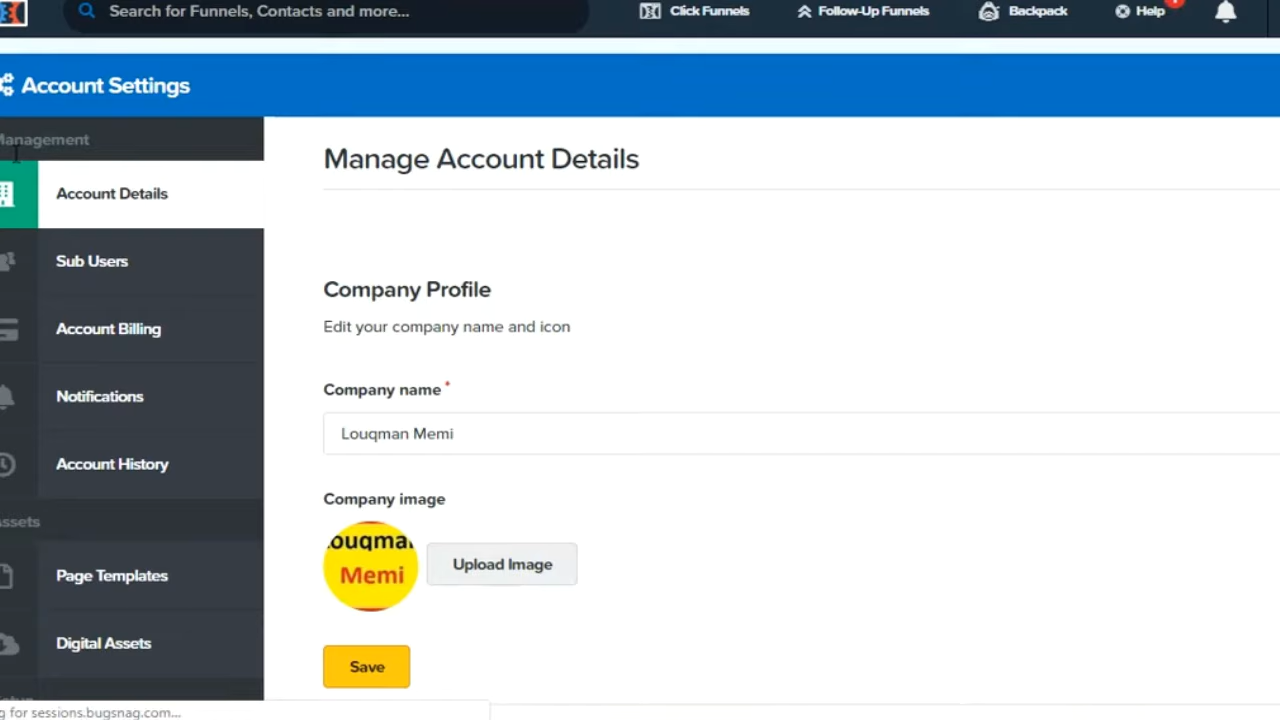 Search for Funnels, Contacts and more...
Click Funnels
Follow-Up Funnels
Backpack
Help
Account Settings
Management
Account Details
Sub Users
Account Billing
Notifications
Account History
Assets
Page Templates
Digital Assets
Manage Account Details
Company Profile
Edit your company name and icon
Company name *
Louqman Memi
Company image
Louqman
Memi
Upload Image
Save
g for sessions.bugsnag.com...